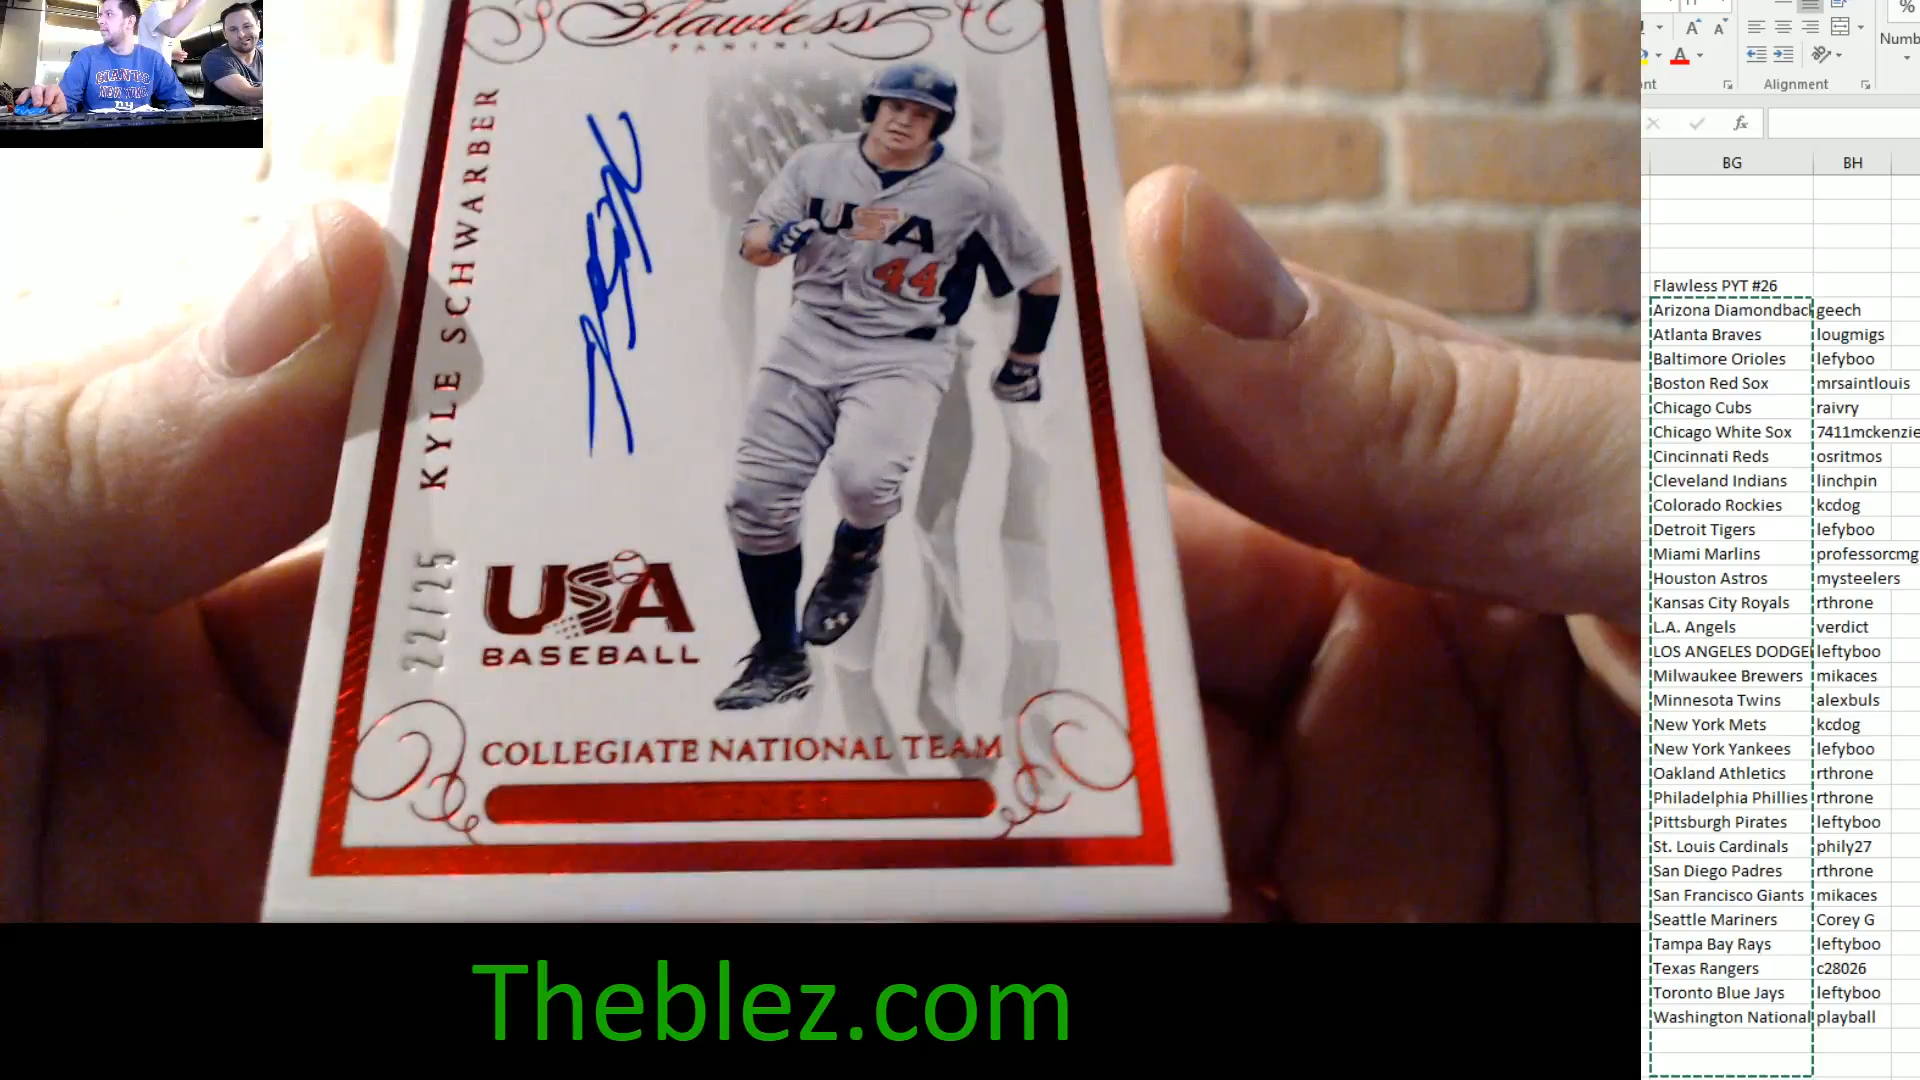 GIANTS
NEW YORK
ny
Flawless
PANINI
KYLE SCHWARBER
22/25
USA
44
USA
BASEBALL
COLLEGIATE NATIONAL TEAM
Theblez.com
%
Numb
nt
Alignment
fx
BG BH
Flawless PYT #26
Arizona Diamondbac geech
Atlanta Braves lougmigs
Baltimore Orioles lefyboo
Boston Red Sox mrsaintlouis
Chicago Cubs raivry
Chicago White Sox 7411mckenzie
Cincinnati Reds osritmos
Cleveland Indians linchpin
Colorado Rockies kcdog
Detroit Tigers lefyboo
Miami Marlins professorcmg
Houston Astros mysteelers
Kansas City Royals rthrone
L.A. Angels verdict
LOS ANGELES DODGE leftyboo
Milwaukee Brewers mikaces
Minnesota Twins alexbuls
New York Mets kcdog
New York Yankees lefyboo
Oakland Athletics rthrone
Philadelphia Phillies rthrone
Pittsburgh Pirates leftyboo
St. Louis Cardinals phily27
San Diego Padres rthrone
San Francisco Giants mikaces
Seattle Mariners Corey G
Tampa Bay Rays leftyboo
Texas Rangers c28026
Toronto Blue Jays leftyboo
Washington National playball